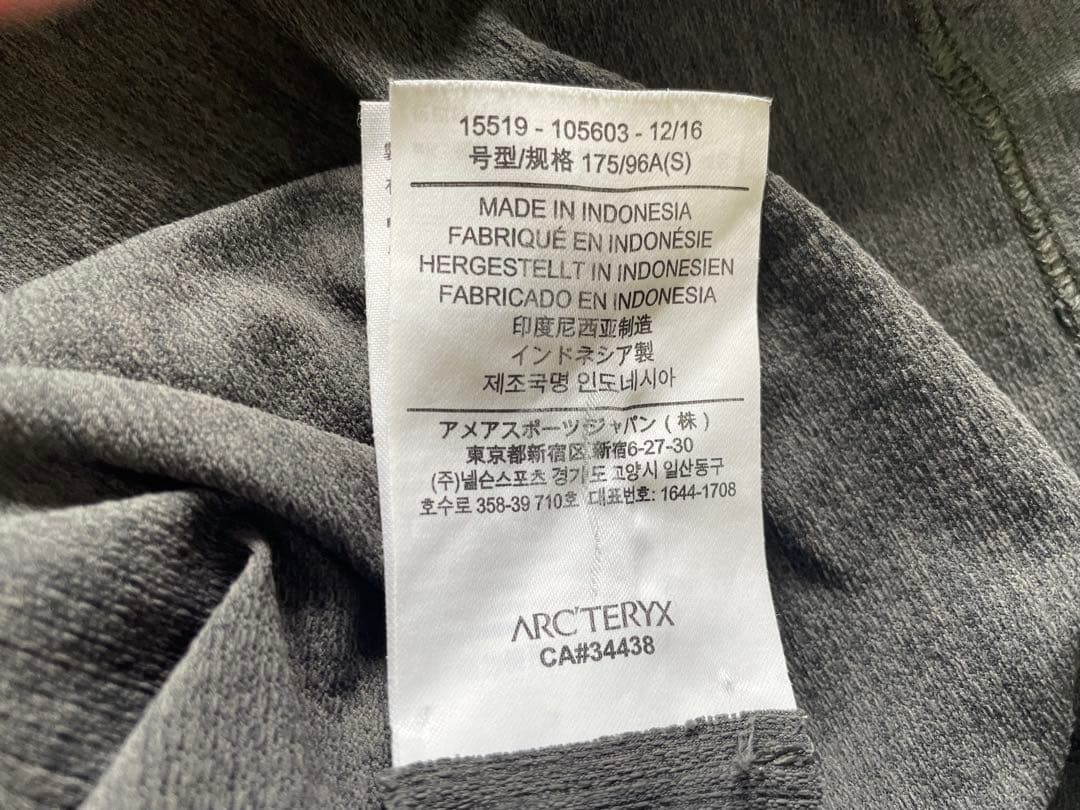 15519 - 105603 - 12/16
号型/规格 175/96A(S)
MADE IN INDONESIA
FABRIQUÉ EN INDONÉSIE
HERGESTELLT IN INDONESIEN
FABRICADO EN INDONESIA
印度尼西亚制造
インドネシア製
제조국명 인도네시아
アメアスポーツジャパン ( 株 )
東京都新宿区 新宿6-27-30
(주)넬슨스포츠 경기도 고양시 일산동구
호수로 358-39 710호 대표번호: 1644-1708
ARC'TERYX
CA#34438